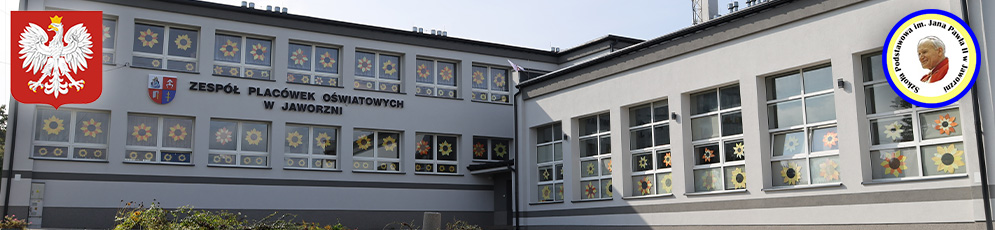 ZESPÓŁ PLACÓWEK OŚWIATOWYCH
W JAWORZNI
Szkoła Podstawowa im. Jana Pawła II w Jaworzni